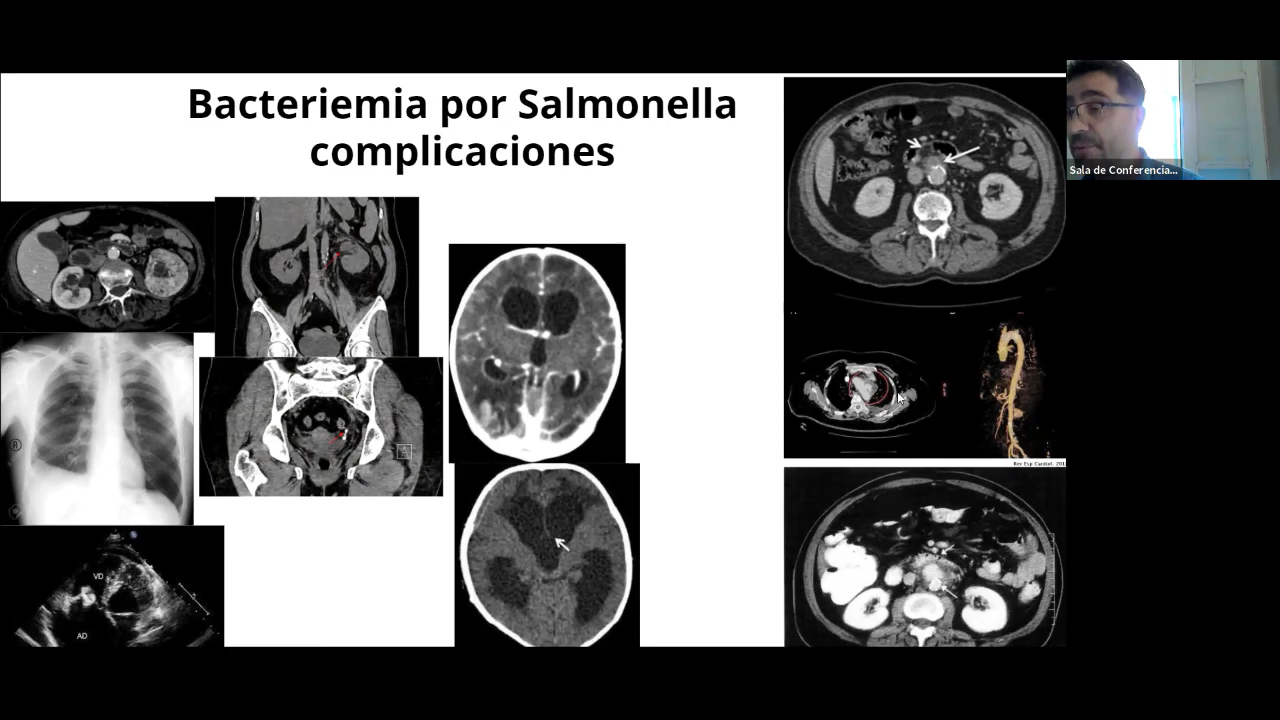 Bacteriemia por Salmonella
complicaciones
Sala de Conferencia...
VD
AD
Rev Esp Cardiol. 201